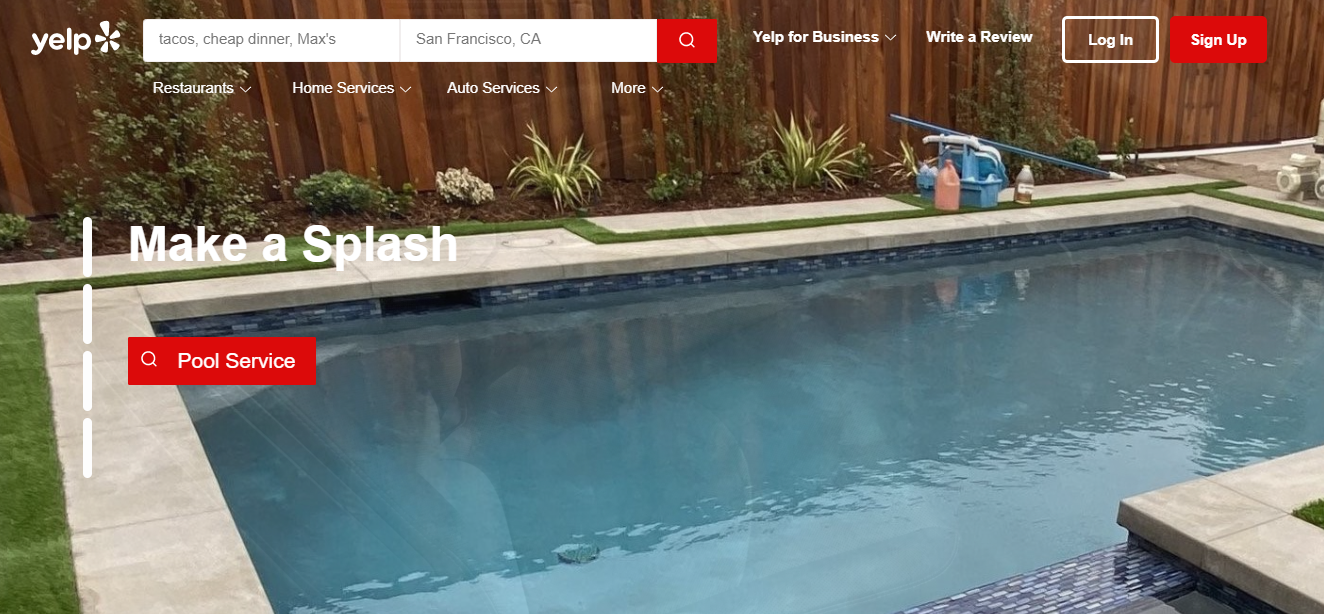 yelp
tacos, cheap dinner, Max's
San Francisco, CA
Yelp for Business
Write a Review
Log In
Sign Up
Restaurants
Home Services
Auto Services
More
Make a Splash
Pool Service